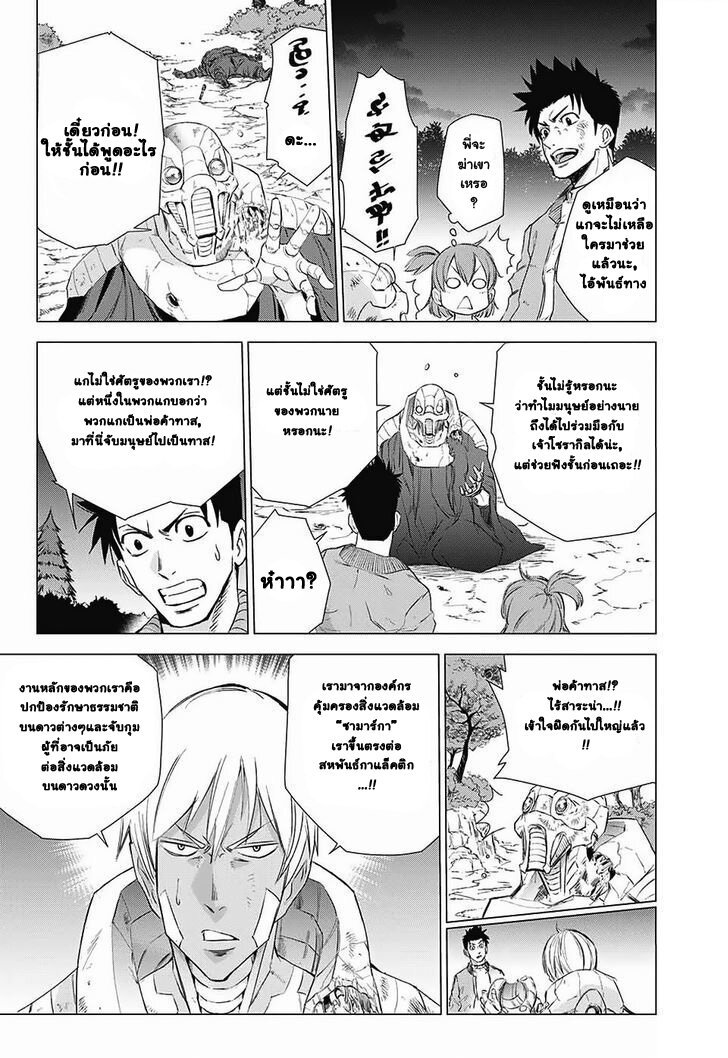 ดูเหมือนว่า
แกจะไม่เหลือ
ใครมาช่วย
แล้วนะ,
ไอ้พันธ์ทาง
พี่จะ
ฆ่าเขา
เหรอ
?
ดะ...
เดี๋ยวก่อน!
ให้ชั้นได้พูดอะไร
ก่อน!!
ชั้นไม่รู้หรอกนะ
ว่าทำไมมนุษย์อย่างนาย
ถึงได้ไปร่วมมือกับ
เจ้าโชรากิลได้น่ะ,
แต่ช่วยฟังชั้นก่อนเถอะ!
แต่ชั้นไม่ใช่ศัตรู
ของพวกนาย
หรอกนะ!
ห๋าาา?
แกไม่ใช่ศัตรูของพวกเรา!?
แต่หนึ่งในพวกแกบอกว่า
พวกแกเป็นพ่อค้าทาส,
มาที่นี่จับมนุษย์ไปเป็นทาส!
พ่อค้าทาส!?
ไร้สาระน่า...!!
เข้าใจผิดกันไปใหญ่แล้ว
!!
เรามาจากองค์กร
คุ้มครองสิ่งแวดล้อม
"ชามาร์กา"
เราขึ้นตรงต่อ
สหพันธ์กาแล็คติก
...!!
งานหลักของพวกเราคือ
ปกป้องรักษาธรรมชาติ
บนดาวต่างๆและจับกุม
ผู้ที่อาจเป็นภัย
ต่อสิ่งแวดล้อม
บนดาวดวงนั้น